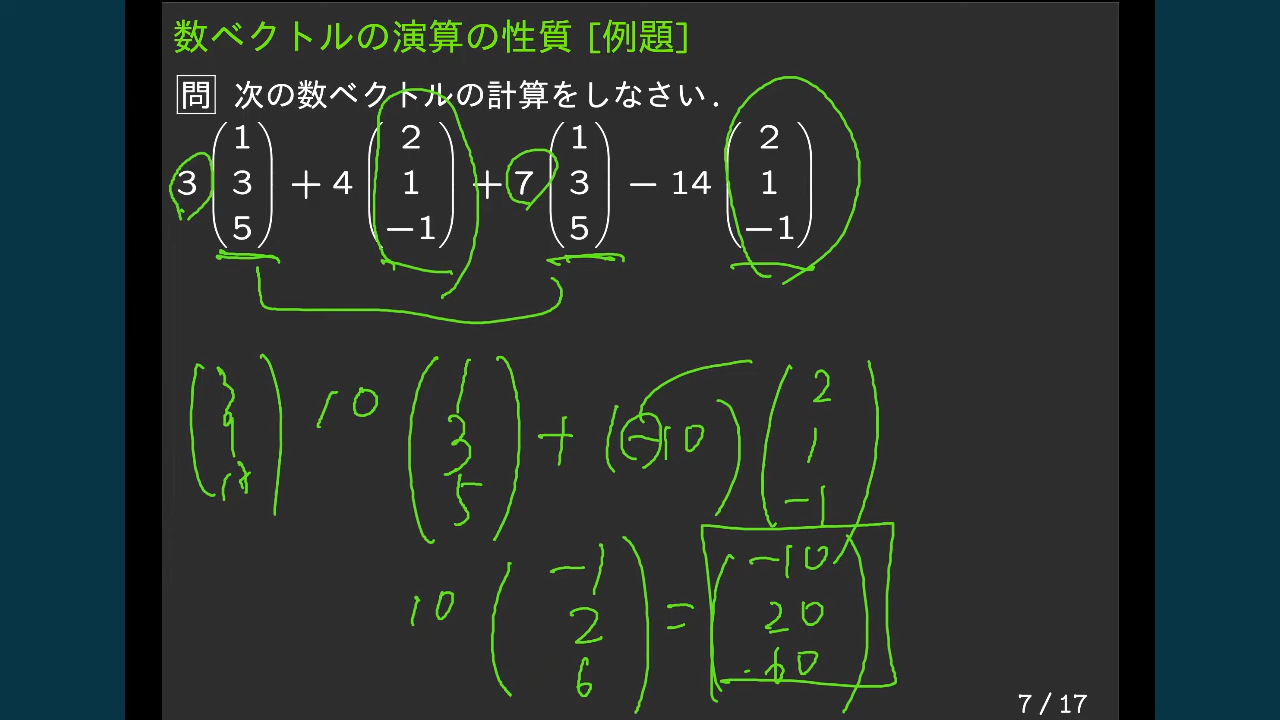 数ベクトルの演算の性質 [例題]
問 次の数ベクトルの計算をしなさい.
3 (1 3 5) + 4 (2 1 −1) + 7 (1 3 5) − 14 (2 1 −1)
10 (1 3 5) + (−10) (2 1 −1)
10 (−1 2 6) = (−10 20 60)
7 / 17